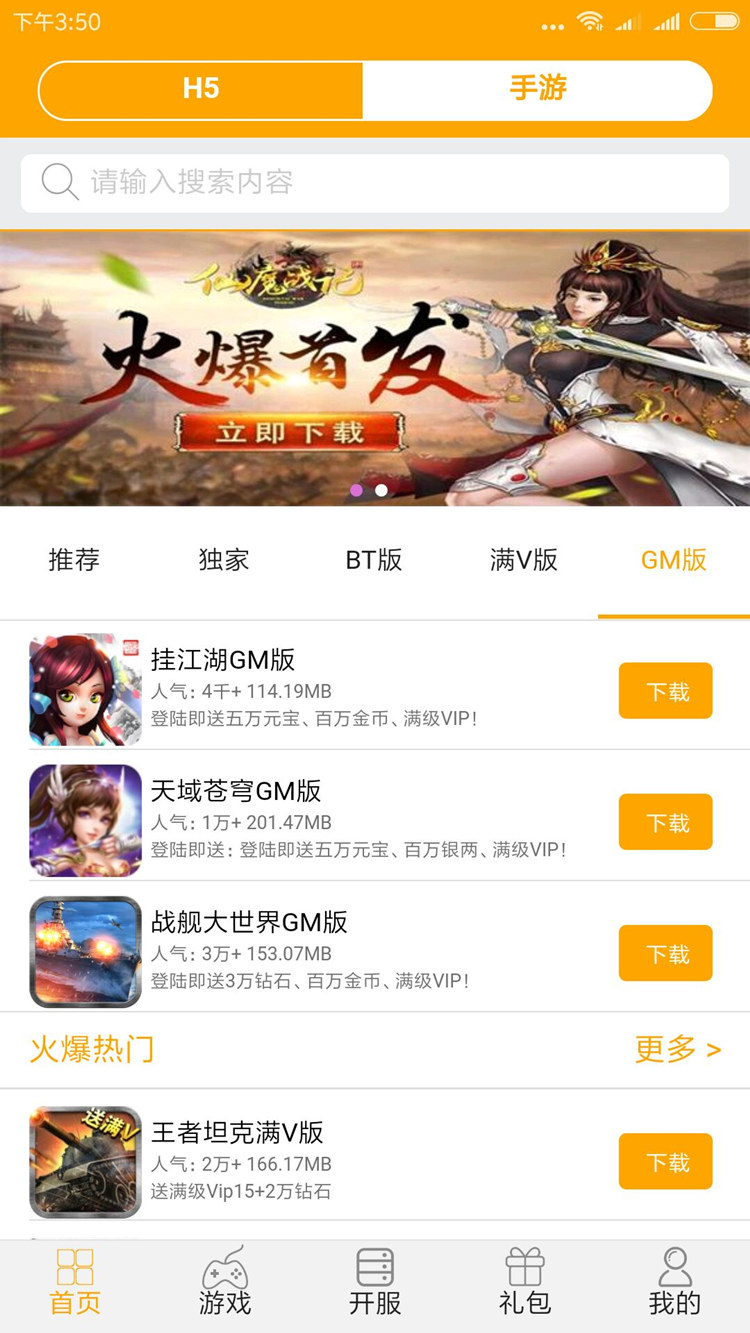 下午3:50
H5
手游
请输入搜索内容
仙魔战记
火爆首发
立即下载
推荐
独家
BT版
满V版
GM版
挂江湖GM版
人气：4千+ 114.19MB
登陆即送五万元宝、百万金币、满级VIP！
下载
天域苍穹GM版
人气：1万+ 201.47MB
登陆即送：登陆即送五万元宝、百万银两、满级VIP！
下载
战舰大世界GM版
人气：3万+ 153.07MB
登陆即送3万钻石、百万金币、满级VIP！
下载
火爆热门
更多 >
送满V
王者坦克满V版
人气：2万+ 166.17MB
送满级Vip15+2万钻石
下载
首页
游戏
开服
礼包
我的